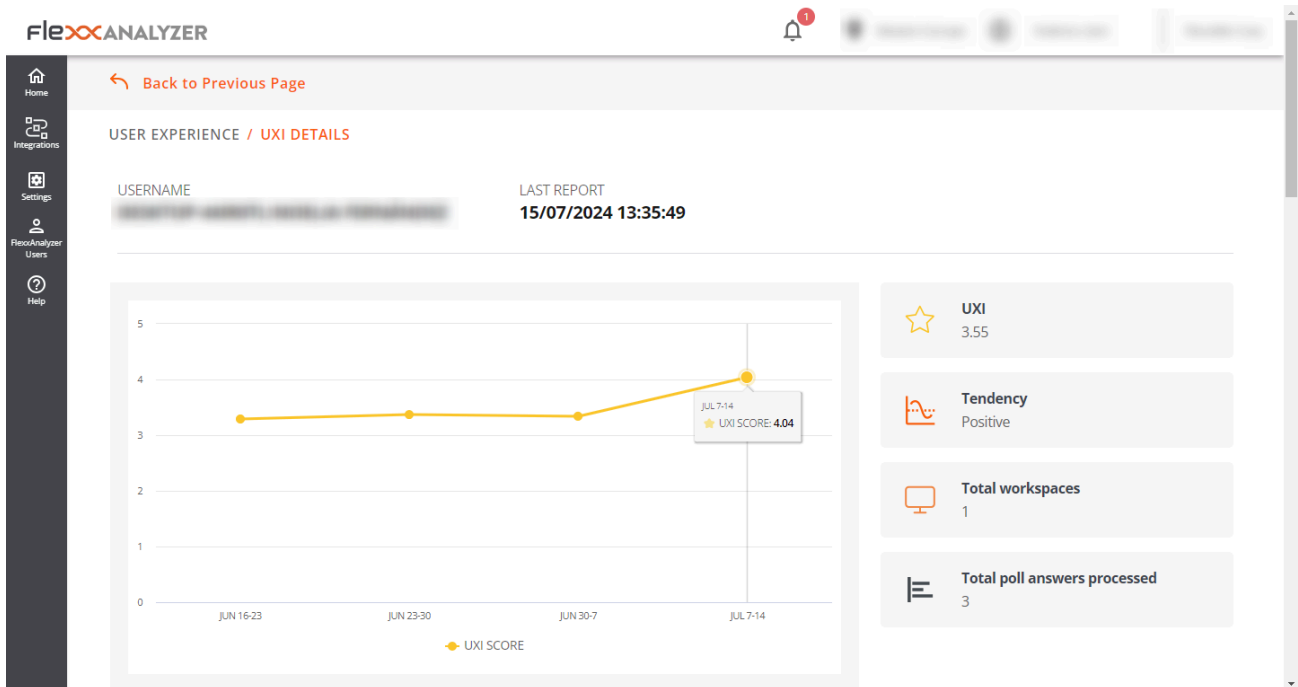 FlexxANALYZER
1
Home
Integrations
Settings
FlexxAnalyzer
Users
Help
Back to Previous Page
USER EXPERIENCE / UXI DETAILS
USERNAME
LAST REPORT
15/07/2024 13:35:49
5
4
3
2
1
0
JUN 16-23
JUN 23-30
JUN 30-7
JUL 7-14
JUL 7-14
UXI SCORE: 4.04
UXI SCORE
UXI
3.55
Tendency
Positive
Total workspaces
1
Total poll answers processed
3